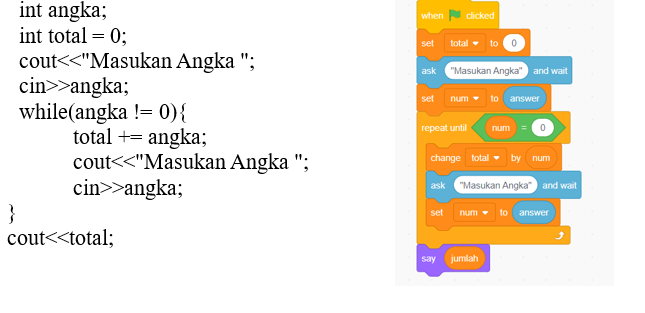 int angka;
int total = 0;
cout<<"Masukan Angka ";
cin>>angka;
while(angka != 0){
total += angka;
cout<<"Masukan Angka ";
cin>>angka;
}
cout<<total;
when clicked
set total to 0
ask "Masukan Angka" and wait
set num to answer
repeat until num = 0
change total by num
ask "Masukan Angka" and wait
set num to answer
say jumlah